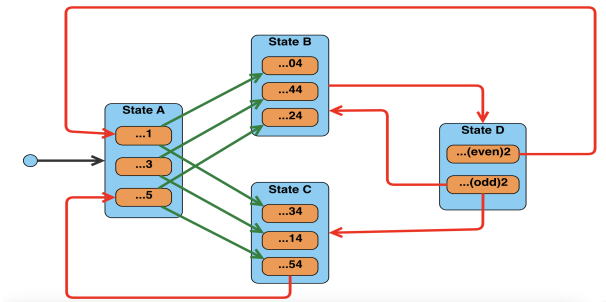 State A
...1
...3
...5
State B
...04
...44
...24
State C
...34
...14
...54
State D
...(even)2
...(odd)2